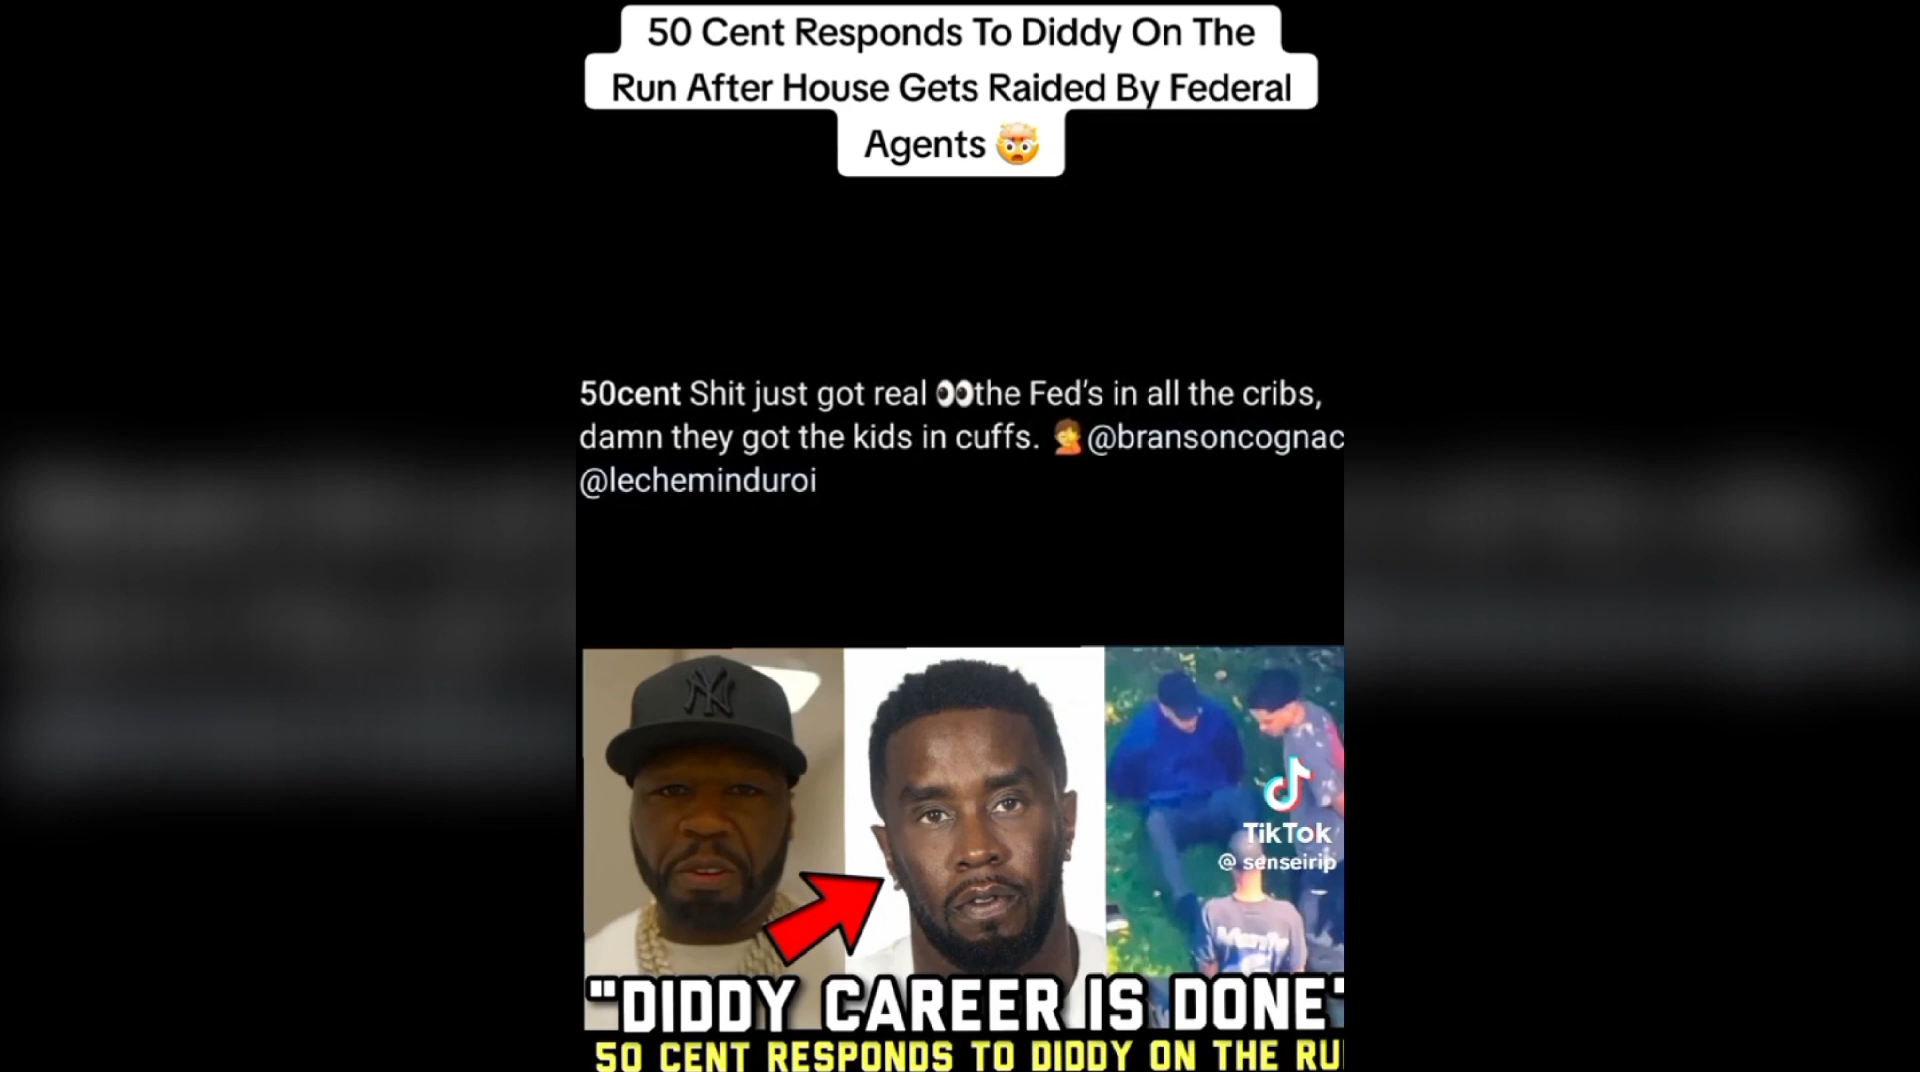 50 Cent Responds To Diddy On The
Run After House Gets Raided By Federal
Agents 🤯
50cent Shit just got real 👀the Fed's in all the cribs,
damn they got the kids in cuffs. 🤦@bransoncognac
@lecheminduroi
NY
TikTok
@ senseirip
"DIDDY CAREER IS DONE"
50 CENT RESPONDS TO DIDDY ON THE RU